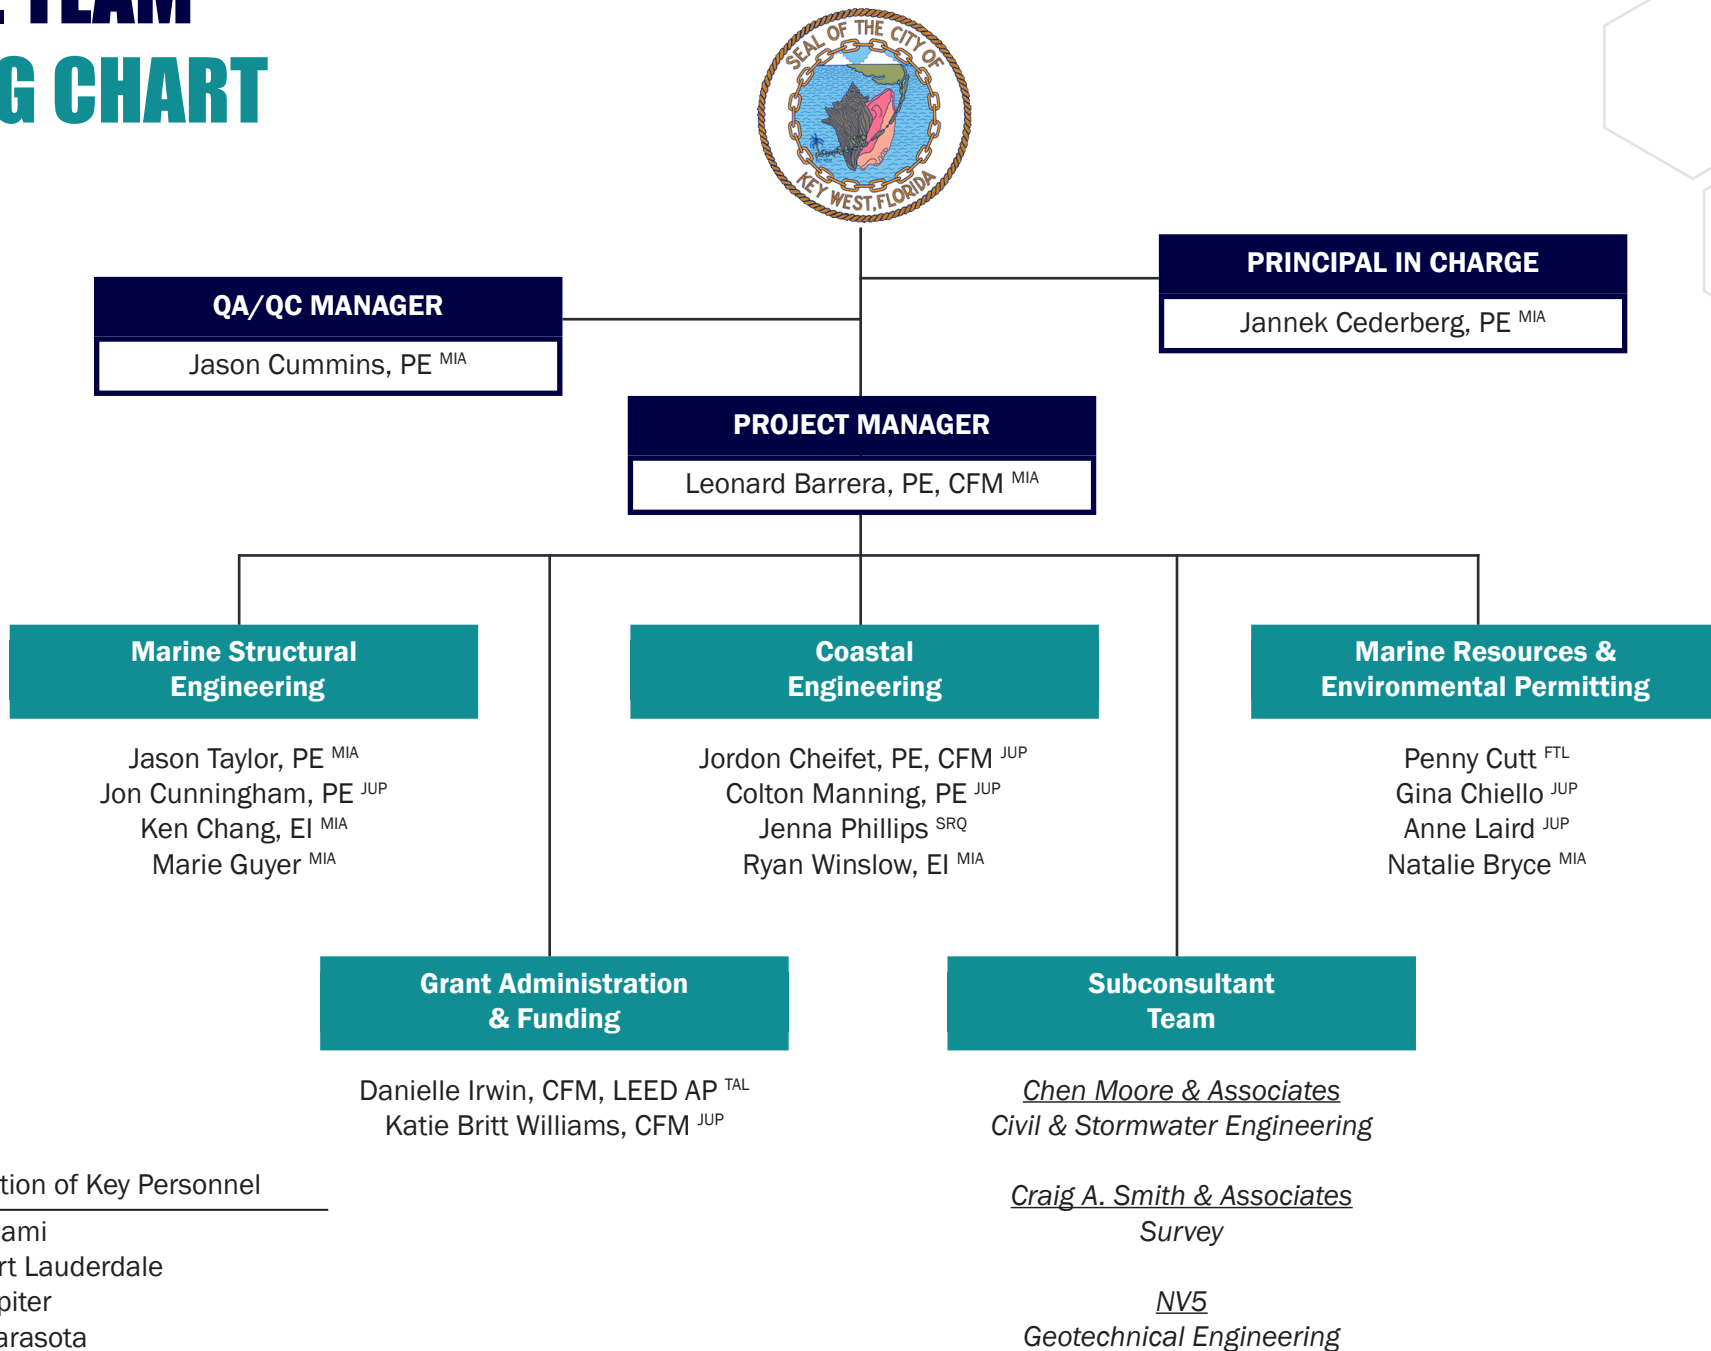 TEAM
G CHART
SEAL OF THE CITY OF
KEY WEST, FLORIDA
PRINCIPAL IN CHARGE
Jannek Cederberg, PE MIA
QA/QC MANAGER
Jason Cummins, PE MIA
PROJECT MANAGER
Leonard Barrera, PE, CFM MIA
Marine Structural
Engineering
Jason Taylor, PE MIA
Jon Cunningham, PE JUP
Ken Chang, EI MIA
Marie Guyer MIA
Coastal
Engineering
Jordon Cheifet, PE, CFM JUP
Colton Manning, PE JUP
Jenna Phillips SRQ
Ryan Winslow, EI MIA
Marine Resources &
Environmental Permitting
Penny Cutt FTL
Gina Chiello JUP
Anne Laird JUP
Natalie Bryce MIA
Grant Administration
& Funding
Danielle Irwin, CFM, LEED AP TAL
Katie Britt Williams, CFM JUP
Subconsultant
Team
Chen Moore & Associates
Civil & Stormwater Engineering
Craig A. Smith & Associates
Survey
NV5
Geotechnical Engineering
tion of Key Personnel
ami
rt Lauderdale
piter
arasota